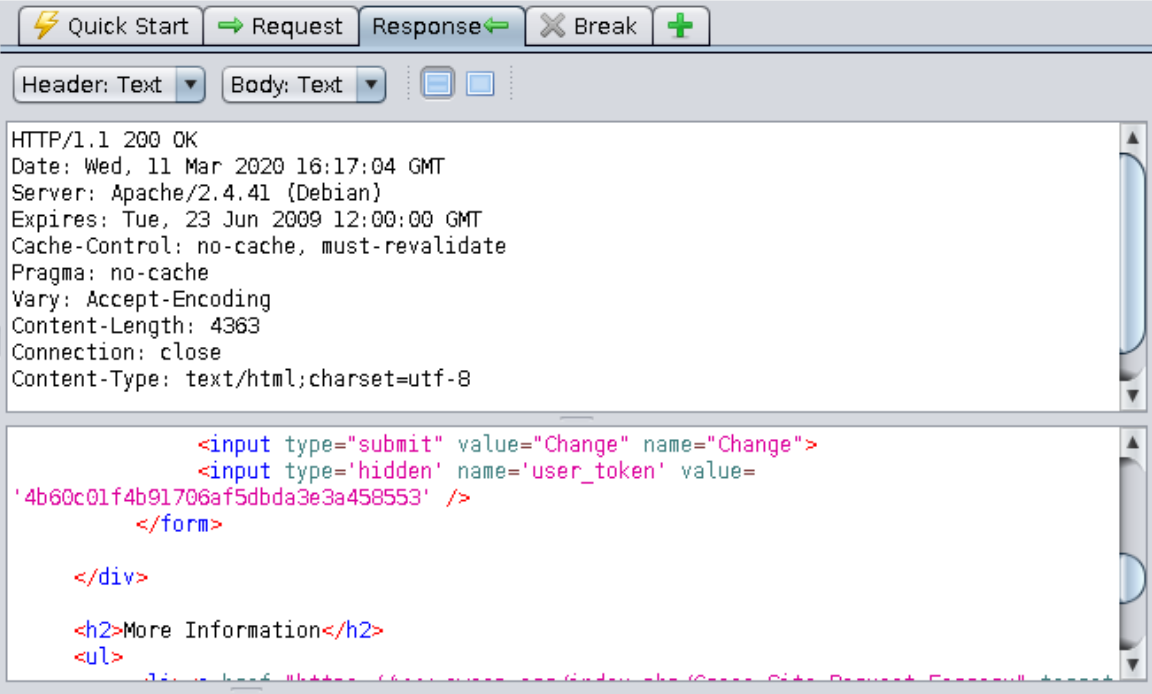 Quick Start Request Response Break
Header: Text Body: Text
HTTP/1.1 200 OK
Date: Wed, 11 Mar 2020 16:17:04 GMT
Server: Apache/2.4.41 (Debian)
Expires: Tue, 23 Jun 2009 12:00:00 GMT
Cache-Control: no-cache, must-revalidate
Pragma: no-cache
Vary: Accept-Encoding
Content-Length: 4363
Connection: close
Content-Type: text/html;charset=utf-8
<input type="submit" value="Change" name="Change">
<input type='hidden' name='user_token' value=
'4b60c01f4b91706af5dbda3e3a458553' />
</form>
</div>
<h2>More Information</h2>
<ul>